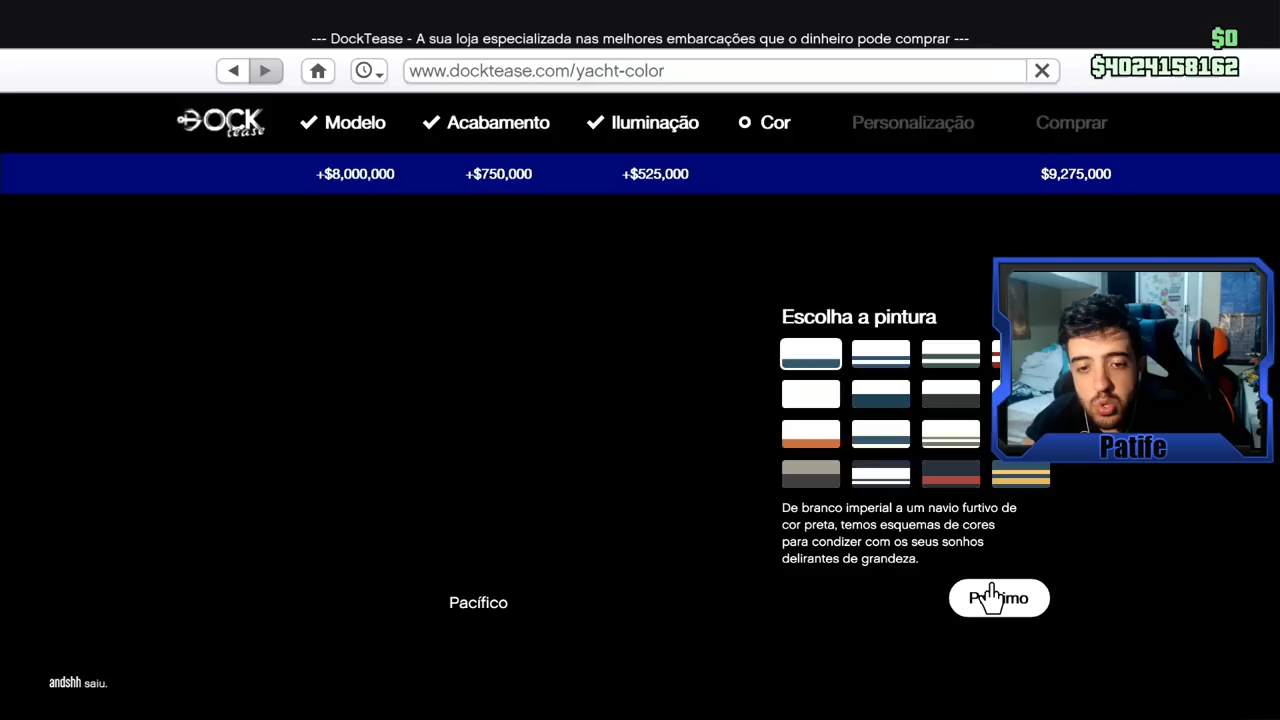 --- DockTease - A sua loja especializada nas melhores embarcações que o dinheiro pode comprar ---
$0
$4024158162
www.docktease.com/yacht-color
DOCK tease
Modelo
Acabamento
Iluminação
Cor
Personalização
Comprar
+$8,000,000
+$750,000
+$525,000
$9,275,000
Escolha a pintura
Patife
De branco imperial a um navio furtivo de
cor preta, temos esquemas de cores
para condizer com os seus sonhos
delirantes de grandeza.
Próximo
Pacífico
andshh saiu.